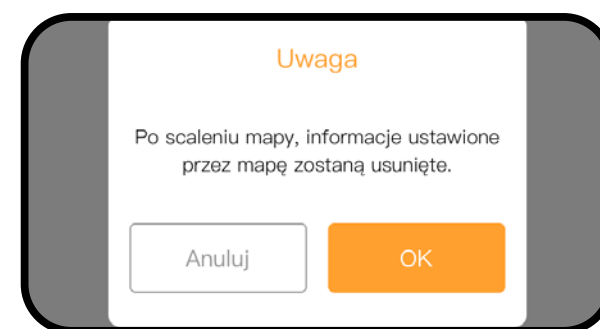 Uwaga
Po scaleniu mapy, informacje ustawione
przez mapę zostaną usunięte.
Anuluj
OK